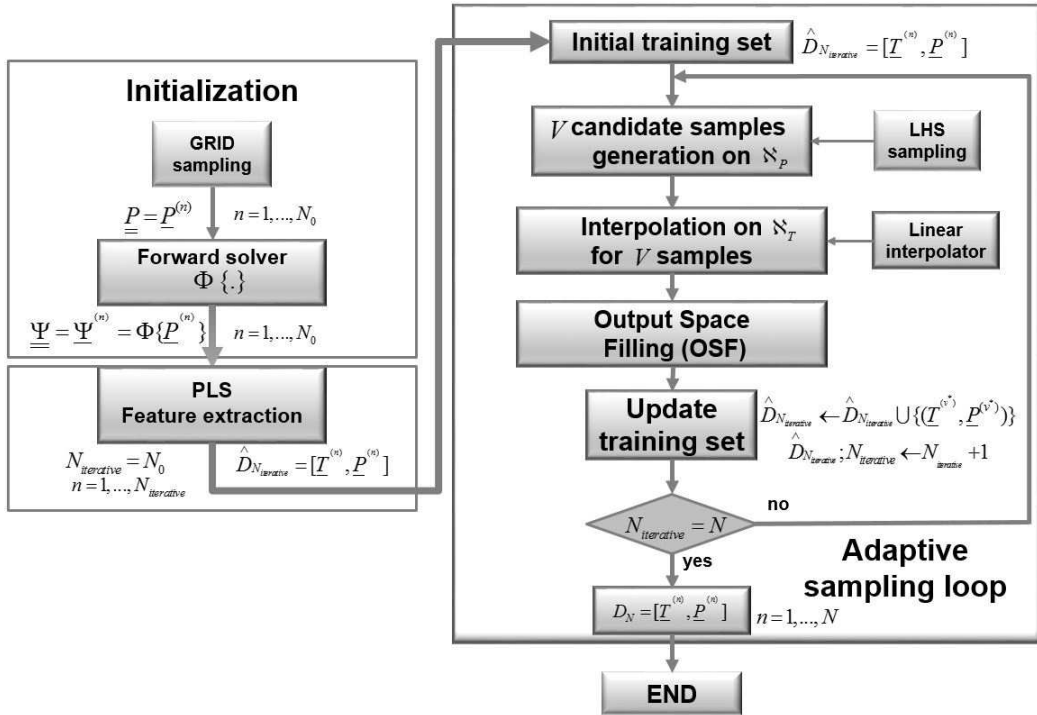 Initialization
GRID
sampling
P = P^(n) n = 1,..., N_0
Forward solver
Φ {.}
Ψ = Ψ^(n) = Φ{P^(n)} n = 1,..., N_0
PLS
Feature extraction
N_iterative = N_0
n = 1,..., N_iterative
D̂_N_iterative = [T^(n), P^(n)]
Initial training set
D̂_N_iterative = [T^(n), P^(n)]
V candidate samples
generation on ℵ_P
LHS
sampling
Interpolation on ℵ_T
for V samples
Linear
interpolator
Output Space
Filling (OSF)
Update
training set
D̂_N_iterative ← D̂_N_iterative ∪ {(T^(v*), P^(v*))}
D̂_N_iterative ; N_iterative ← N_iterative + 1
N_iterative = N
no
yes
Adaptive
sampling loop
D_N = [T^(n), P^(n)]
n = 1,..., N
END